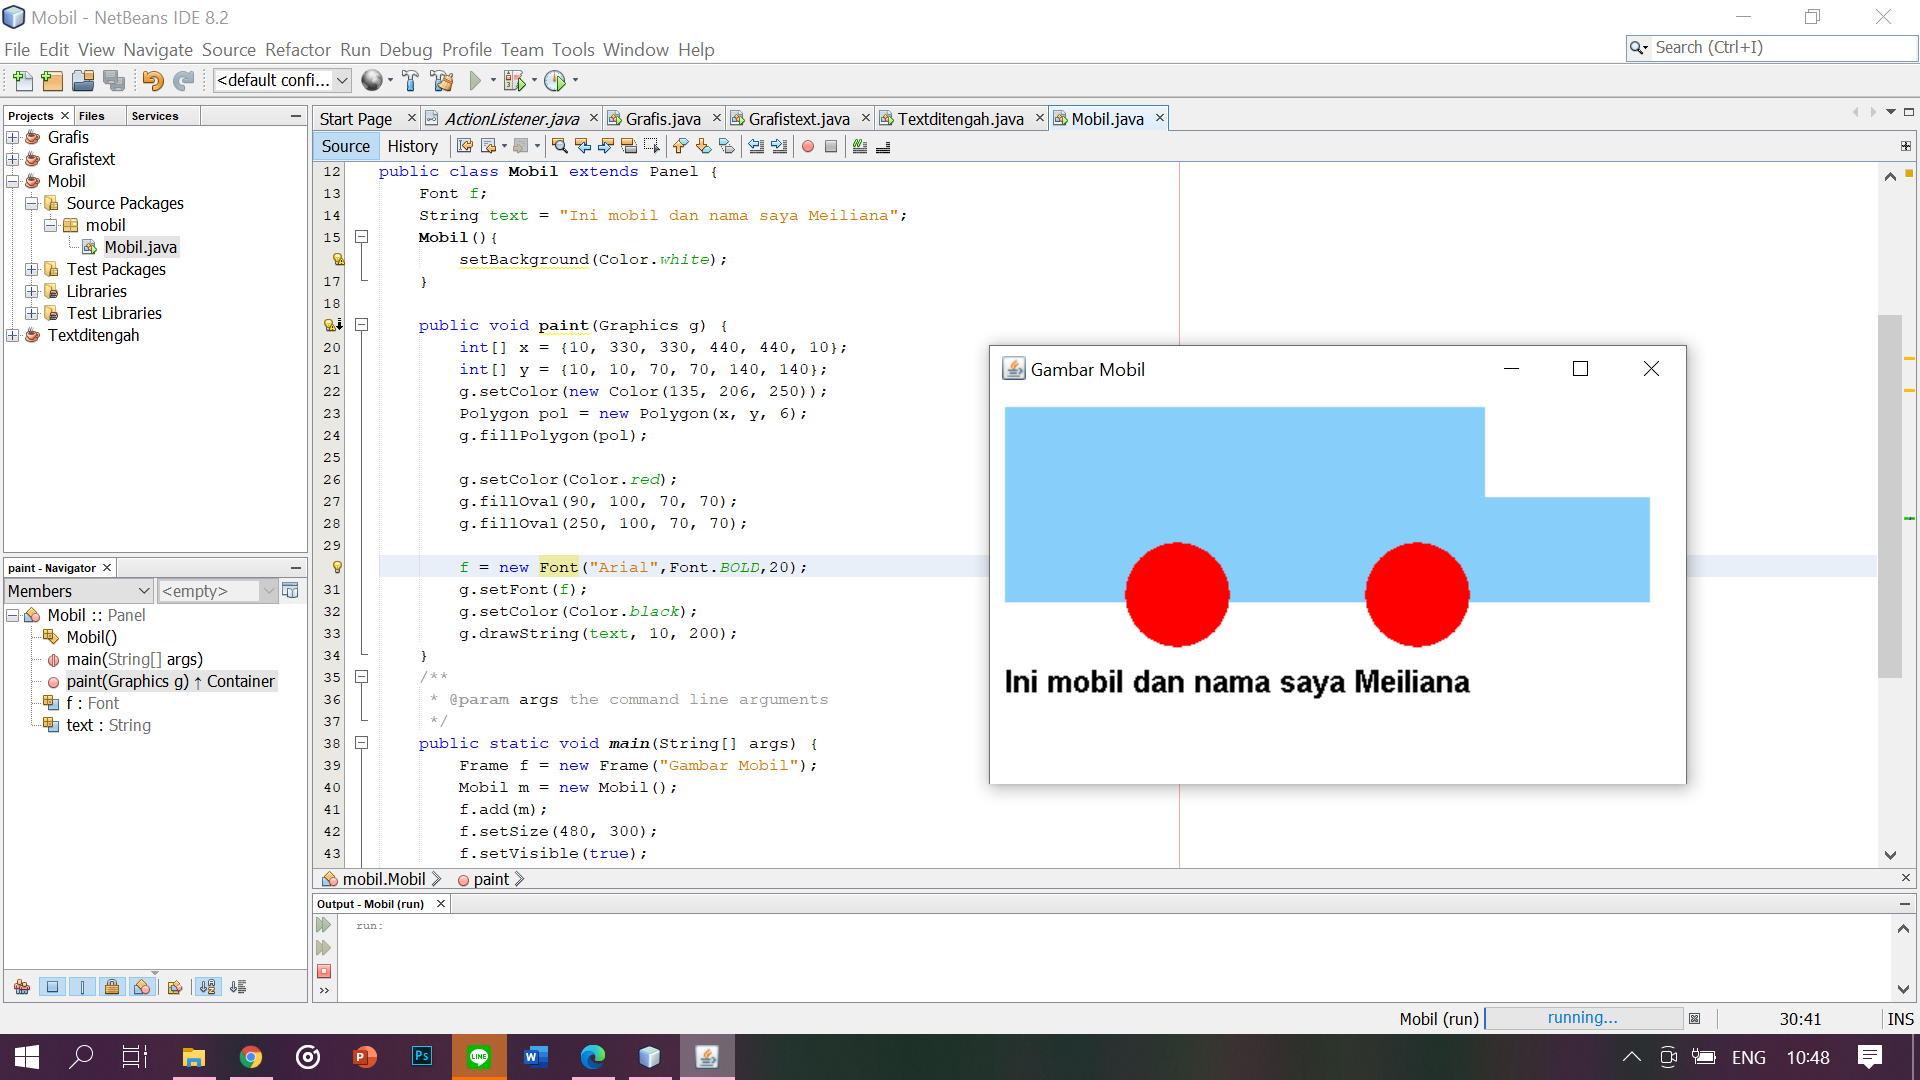 Mobil - NetBeans IDE 8.2
File Edit View Navigate Source Refactor Run Debug Profile Team Tools Window Help
Search (Ctrl+I)
<default confi...
Projects Files Services
Grafis
Grafistext
Mobil
Source Packages
mobil
Mobil.java
Test Packages
Libraries
Test Libraries
Textditengah
Start Page ActionListener.java Grafis.java Grafistext.java Textditengah.java Mobil.java
Source History
12 public class Mobil extends Panel {
13 Font f;
14 String text = "Ini mobil dan nama saya Meiliana";
15 Mobil(){
setBackground(Color.white);
17 }
18
public void paint(Graphics g) {
20 int[] x = {10, 330, 330, 440, 440, 10};
21 int[] y = {10, 10, 70, 70, 140, 140};
22 g.setColor(new Color(135, 206, 250));
23 Polygon pol = new Polygon(x, y, 6);
24 g.fillPolygon(pol);
25
26 g.setColor(Color.red);
27 g.fillOval(90, 100, 70, 70);
28 g.fillOval(250, 100, 70, 70);
29
f = new Font("Arial",Font.BOLD,20);
31 g.setFont(f);
32 g.setColor(Color.black);
33 g.drawString(text, 10, 200);
34 }
35 /**
36 * @param args the command line arguments
37 */
38 public static void main(String[] args) {
39 Frame f = new Frame("Gambar Mobil");
40 Mobil m = new Mobil();
41 f.add(m);
42 f.setSize(480, 300);
43 f.setVisible(true);
mobil.Mobil paint
Gambar Mobil
Ini mobil dan nama saya Meiliana
paint - Navigator
Members <empty>
Mobil :: Panel
Mobil()
main(String[] args)
paint(Graphics g) ↑ Container
f : Font
text : String
Output - Mobil (run)
run:
Mobil (run) running... 30:41 INS
P Ps LINE W ENG 10:48